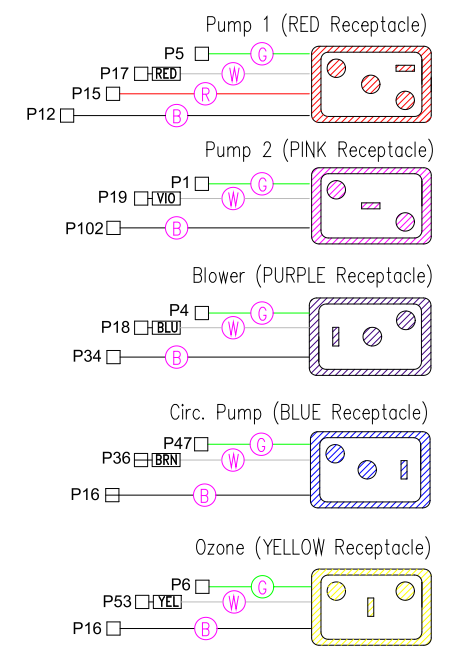 Pump 1 (RED Receptacle)
P5 G
P17 RED W
P15 R
P12 B
Pump 2 (PINK Receptacle)
P1 G
P19 VIO W
P102 B
Blower (PURPLE Receptacle)
P4 G
P18 BLU W
P34 B
Circ. Pump (BLUE Receptacle)
P47 G
P36 BRN W
P16 B
Ozone (YELLOW Receptacle)
P6 G
P53 YEL W
P16 B